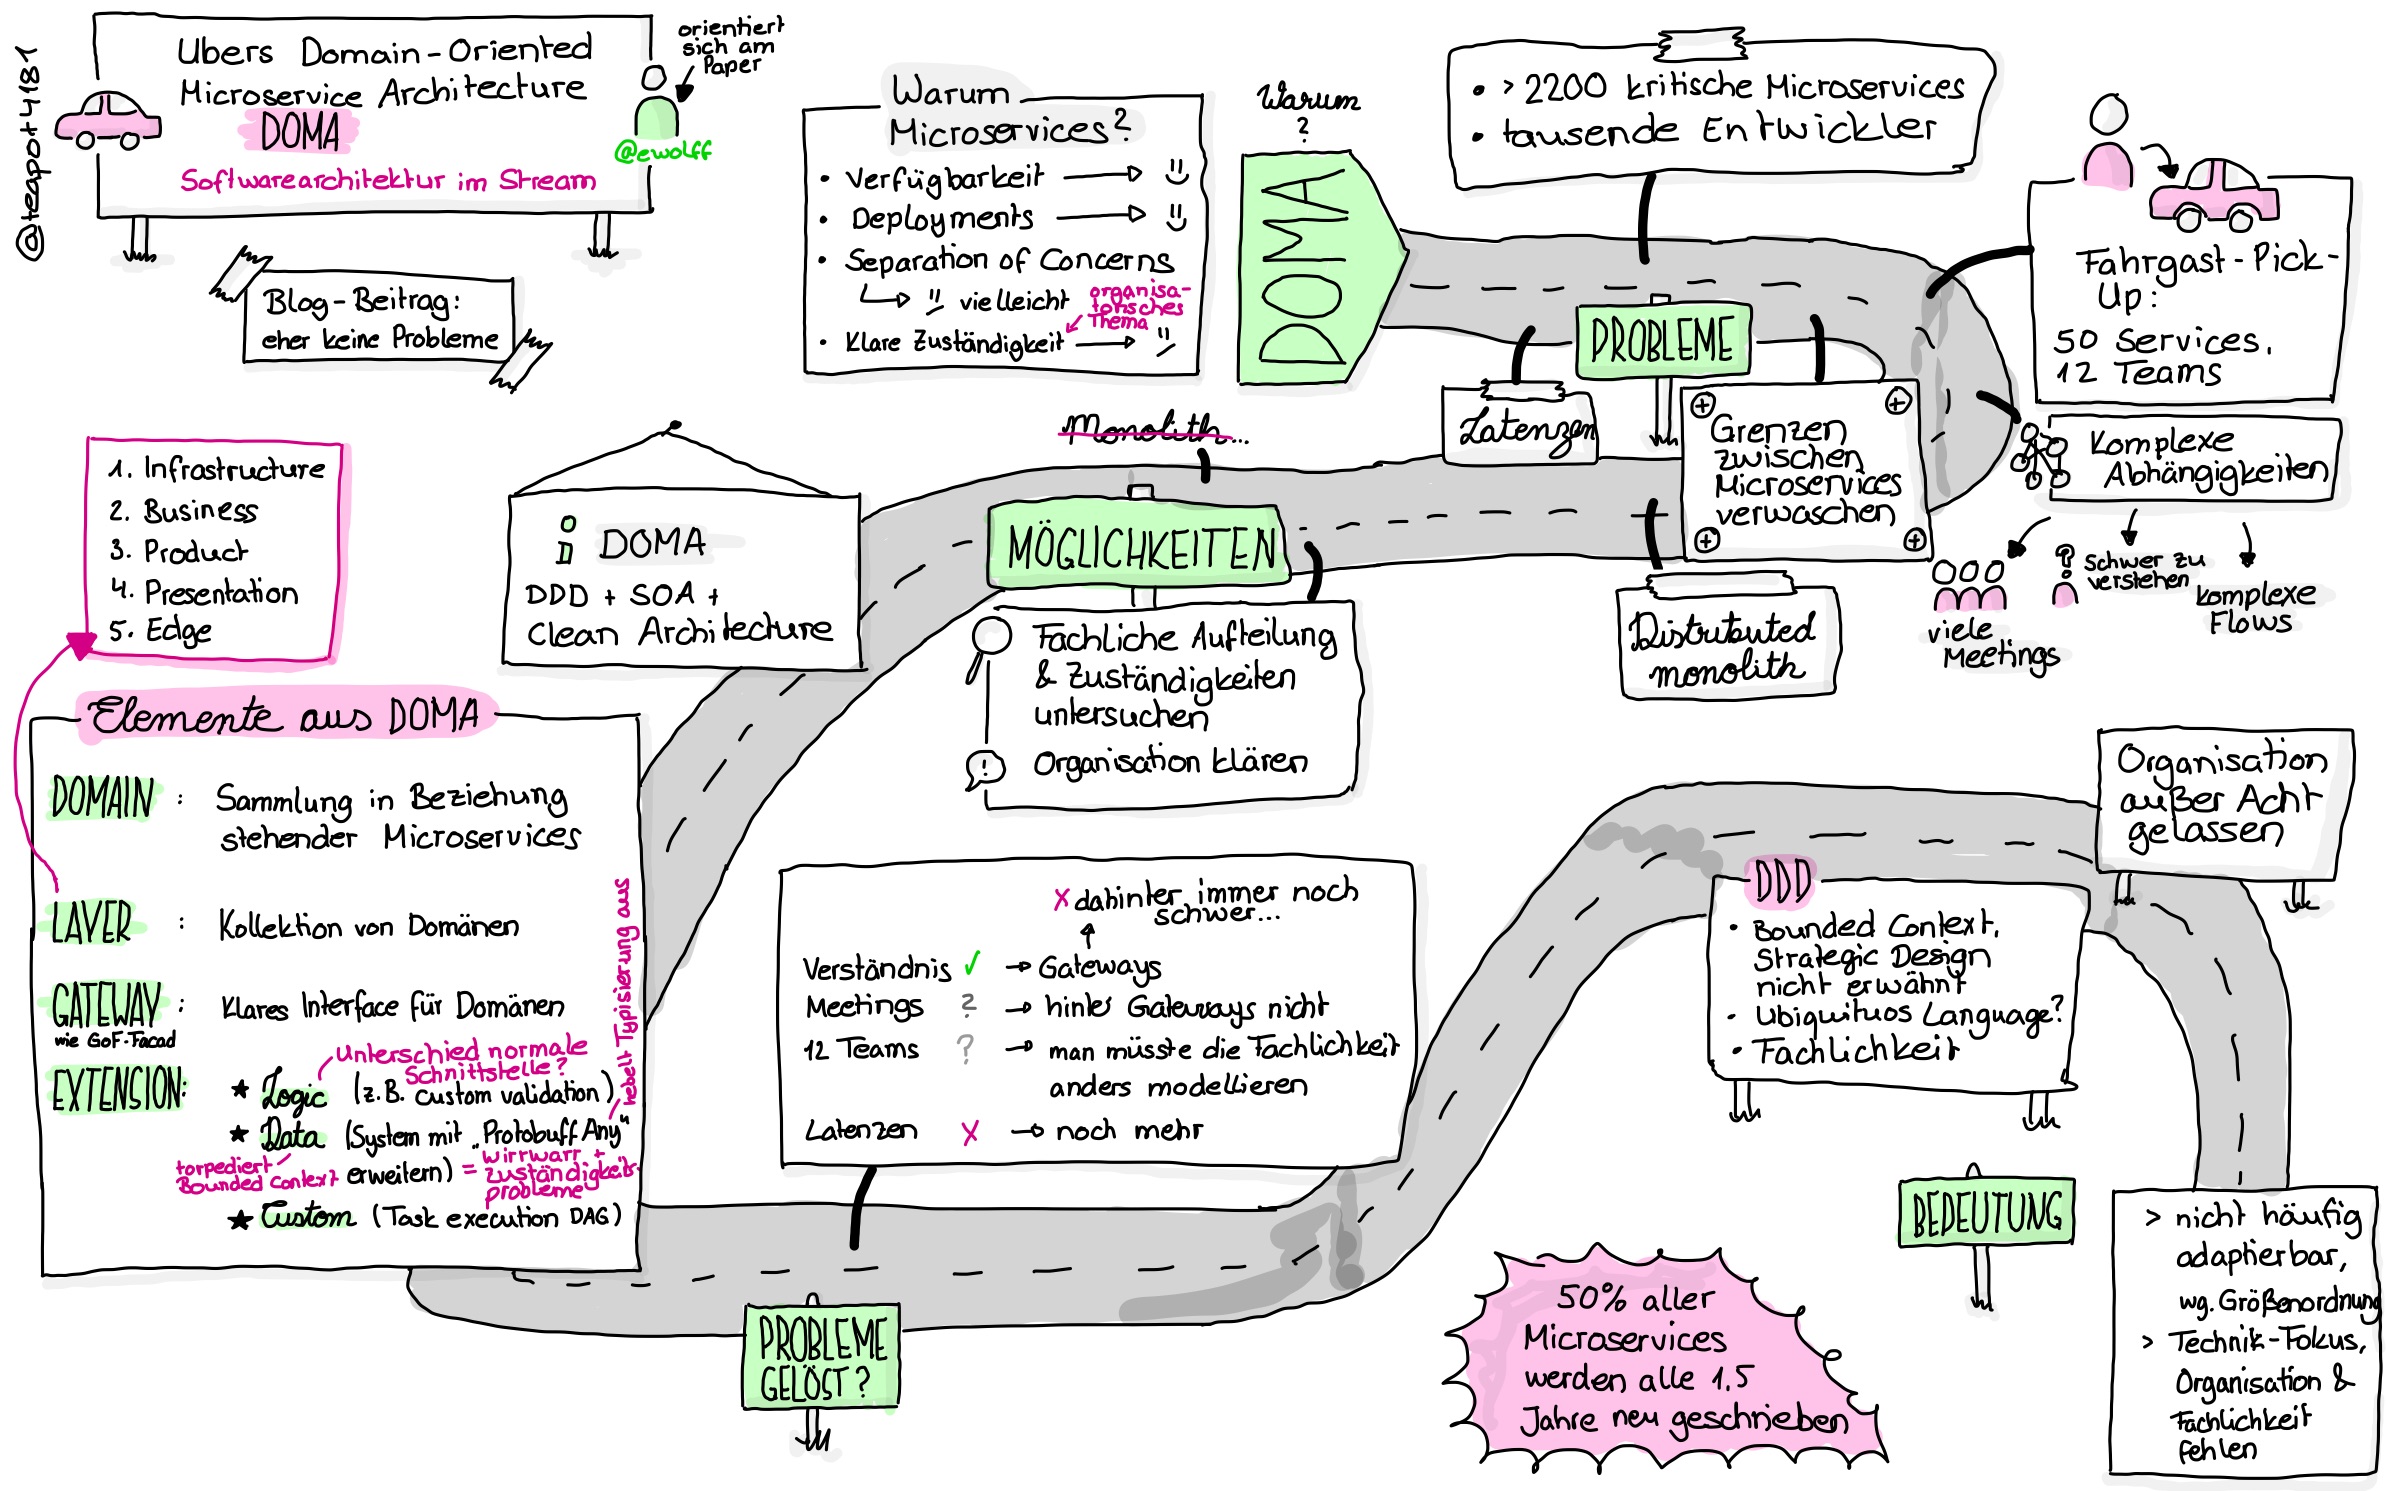 @teapot4181
Ubers Domain-Oriented
Microservice Architecture
DOMA
Softwarearchitektur im Stream
orientiert
sich am
Paper
@ewolff
Blog-Beitrag:
eher keine Probleme
Warum
Microservices?
• Verfügbarkeit
• Deployments
• Separation of Concerns
vielleicht
organisa-
torisches
Thema
• Klare Zuständigkeit
Warum
?
DOMA
• > 2200 kritische Microservices
• tausende Entwickler
PROBLEME
Fahrgast-Pick-
Up:
50 Services,
12 Teams
Latenzen
Grenzen
zwischen
Microservices
verwaschen
Komplexe
Abhängigkeiten
viele
Meetings
schwer zu
verstehen
komplexe
Flows
Distributed
monolith
Monolith...
MÖGLICHKEITEN
Fachliche Aufteilung
& Zuständigkeiten
untersuchen
!
Organisation klären
i DOMA
DDD + SOA +
Clean Architecture
1. Infrastructure
2. Business
3. Product
4. Presentation
5. Edge
Elemente aus DOMA
DOMAIN : Sammlung in Beziehung
stehender Microservices
LAYER : Kollektion von Domänen
GATEWAY : Klares Interface für Domänen
wie GoF-Facad
EXTENSION:
Unterschied normale
Schnittstelle?
★ Logic (z.B. custom validation)
★ Data (System mit „Protobuff Any"
erweitern)
= Wirrwarr +
Zuständigkeits-
probleme
torpediert
Bounded Context
hebelt Typisierung aus
★ Custom (Task execution DAG)
PROBLEME
GELÖST?
x dahinter immer noch
schwer...
Verständnis ✓ → Gateways
Meetings ? → hinter Gateways nicht
12 Teams ? → man müsste die Fachlichkeit
anders modellieren
Latenzen x → noch mehr
DDD
• Bounded Context,
Strategic Design
nicht erwähnt
• Ubiquituos Language?
• Fachlichkeit
Organisation
außer Acht
gelassen
BEDEUTUNG
> nicht häufig
adaptierbar,
wg. Größenordnung
> Technik-Fokus,
Organisation &
Fachlichkeit
fehlen
50% aller
Microservices
werden alle 1,5
Jahre neu geschrieben